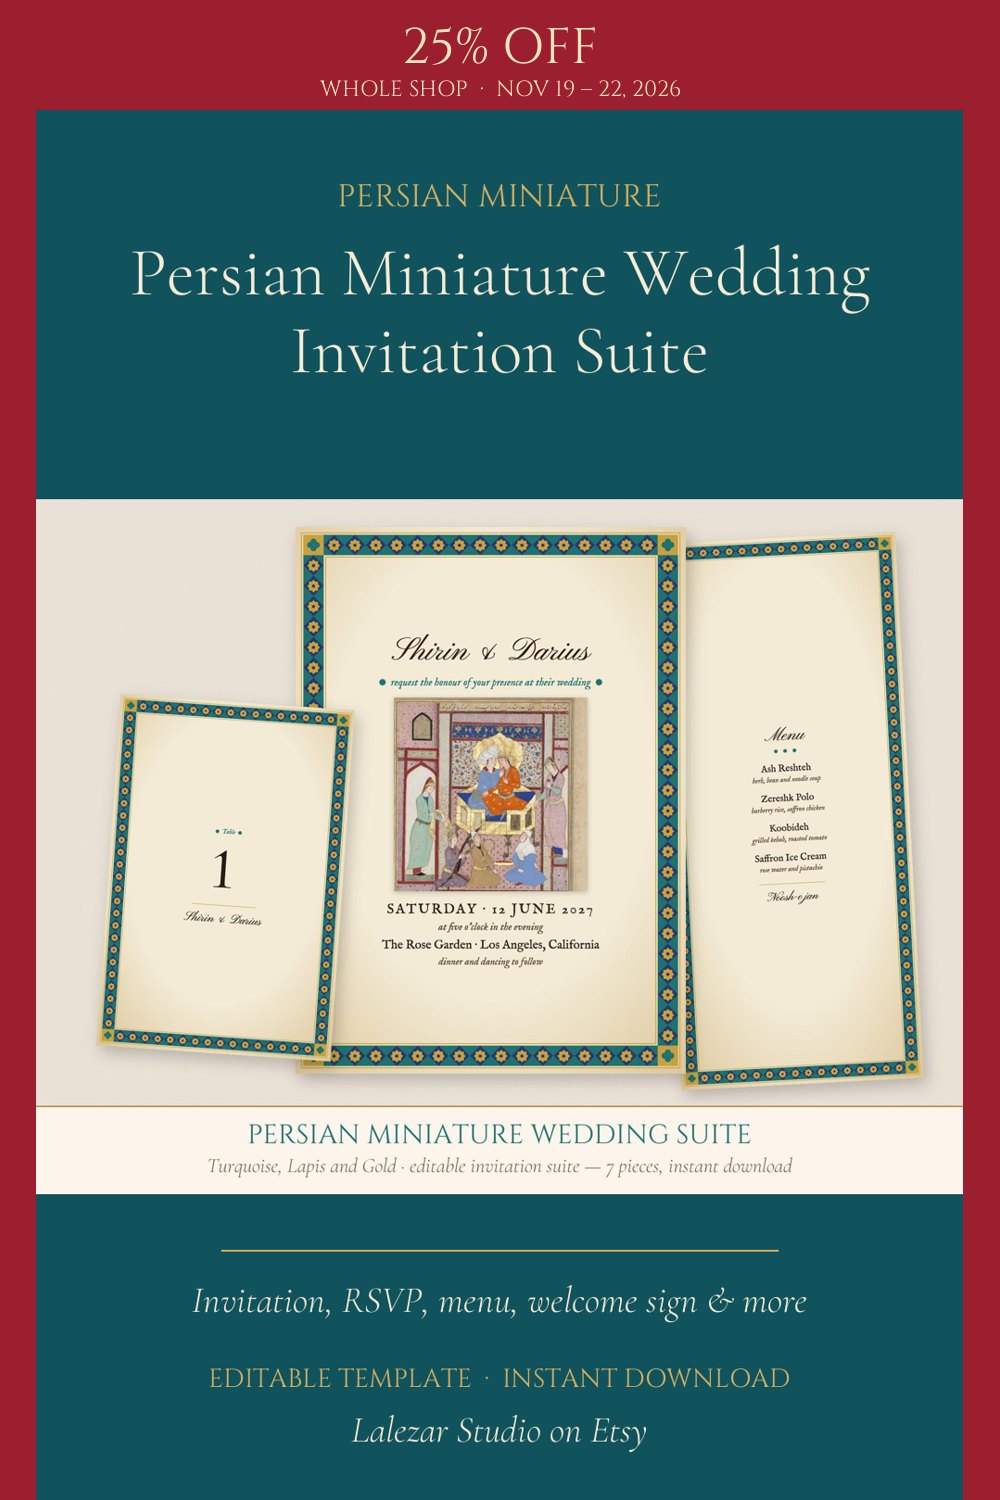 25% OFF
WHOLE SHOP · NOV 19 – 22, 2026
PERSIAN MINIATURE
Persian Miniature Wedding
Invitation Suite
Shirin & Darius
request the honour of your presence at their wedding
SATURDAY · 12 JUNE 2027
at five o'clock in the evening
The Rose Garden · Los Angeles, California
dinner and dancing to follow
Table
1
Shirin & Darius
Menu
Ash Reshteh
herb, bean and noodle soup
Zereshk Polo
barberry rice, saffron chicken
Koobideh
grilled kebab, roasted tomato
Saffron Ice Cream
rose water and pistachio
Noosh-e jan
PERSIAN MINIATURE WEDDING SUITE
Turquoise, Lapis and Gold · editable invitation suite — 7 pieces, instant download
Invitation, RSVP, menu, welcome sign & more
EDITABLE TEMPLATE · INSTANT DOWNLOAD
Lalezar Studio on Etsy